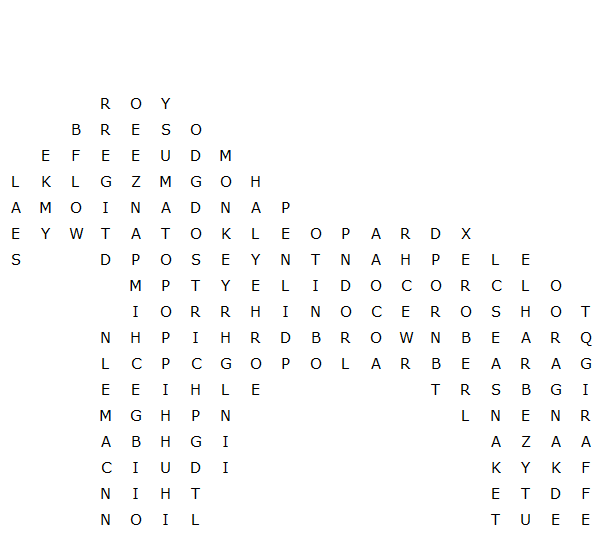 R O Y
B R E S O
E F E E U D M
L K L G Z M G O H
A M O I N A D N A P
E Y W T A T O K L E O P A R D X
S D P O S E Y N T N A H P E L E
M P T Y E L I D O C O R C L O
I O R R H I N O C E R O S H O T
N H P I H R D B R O W N B E A R Q
L C P C G O P O L A R B E A R A G
E E I H L E T R S B G I
M G H P N L N E N R
A B H G I A Z A A
C I U D I K Y K F
N I H T E T D F
N O I L T U E E